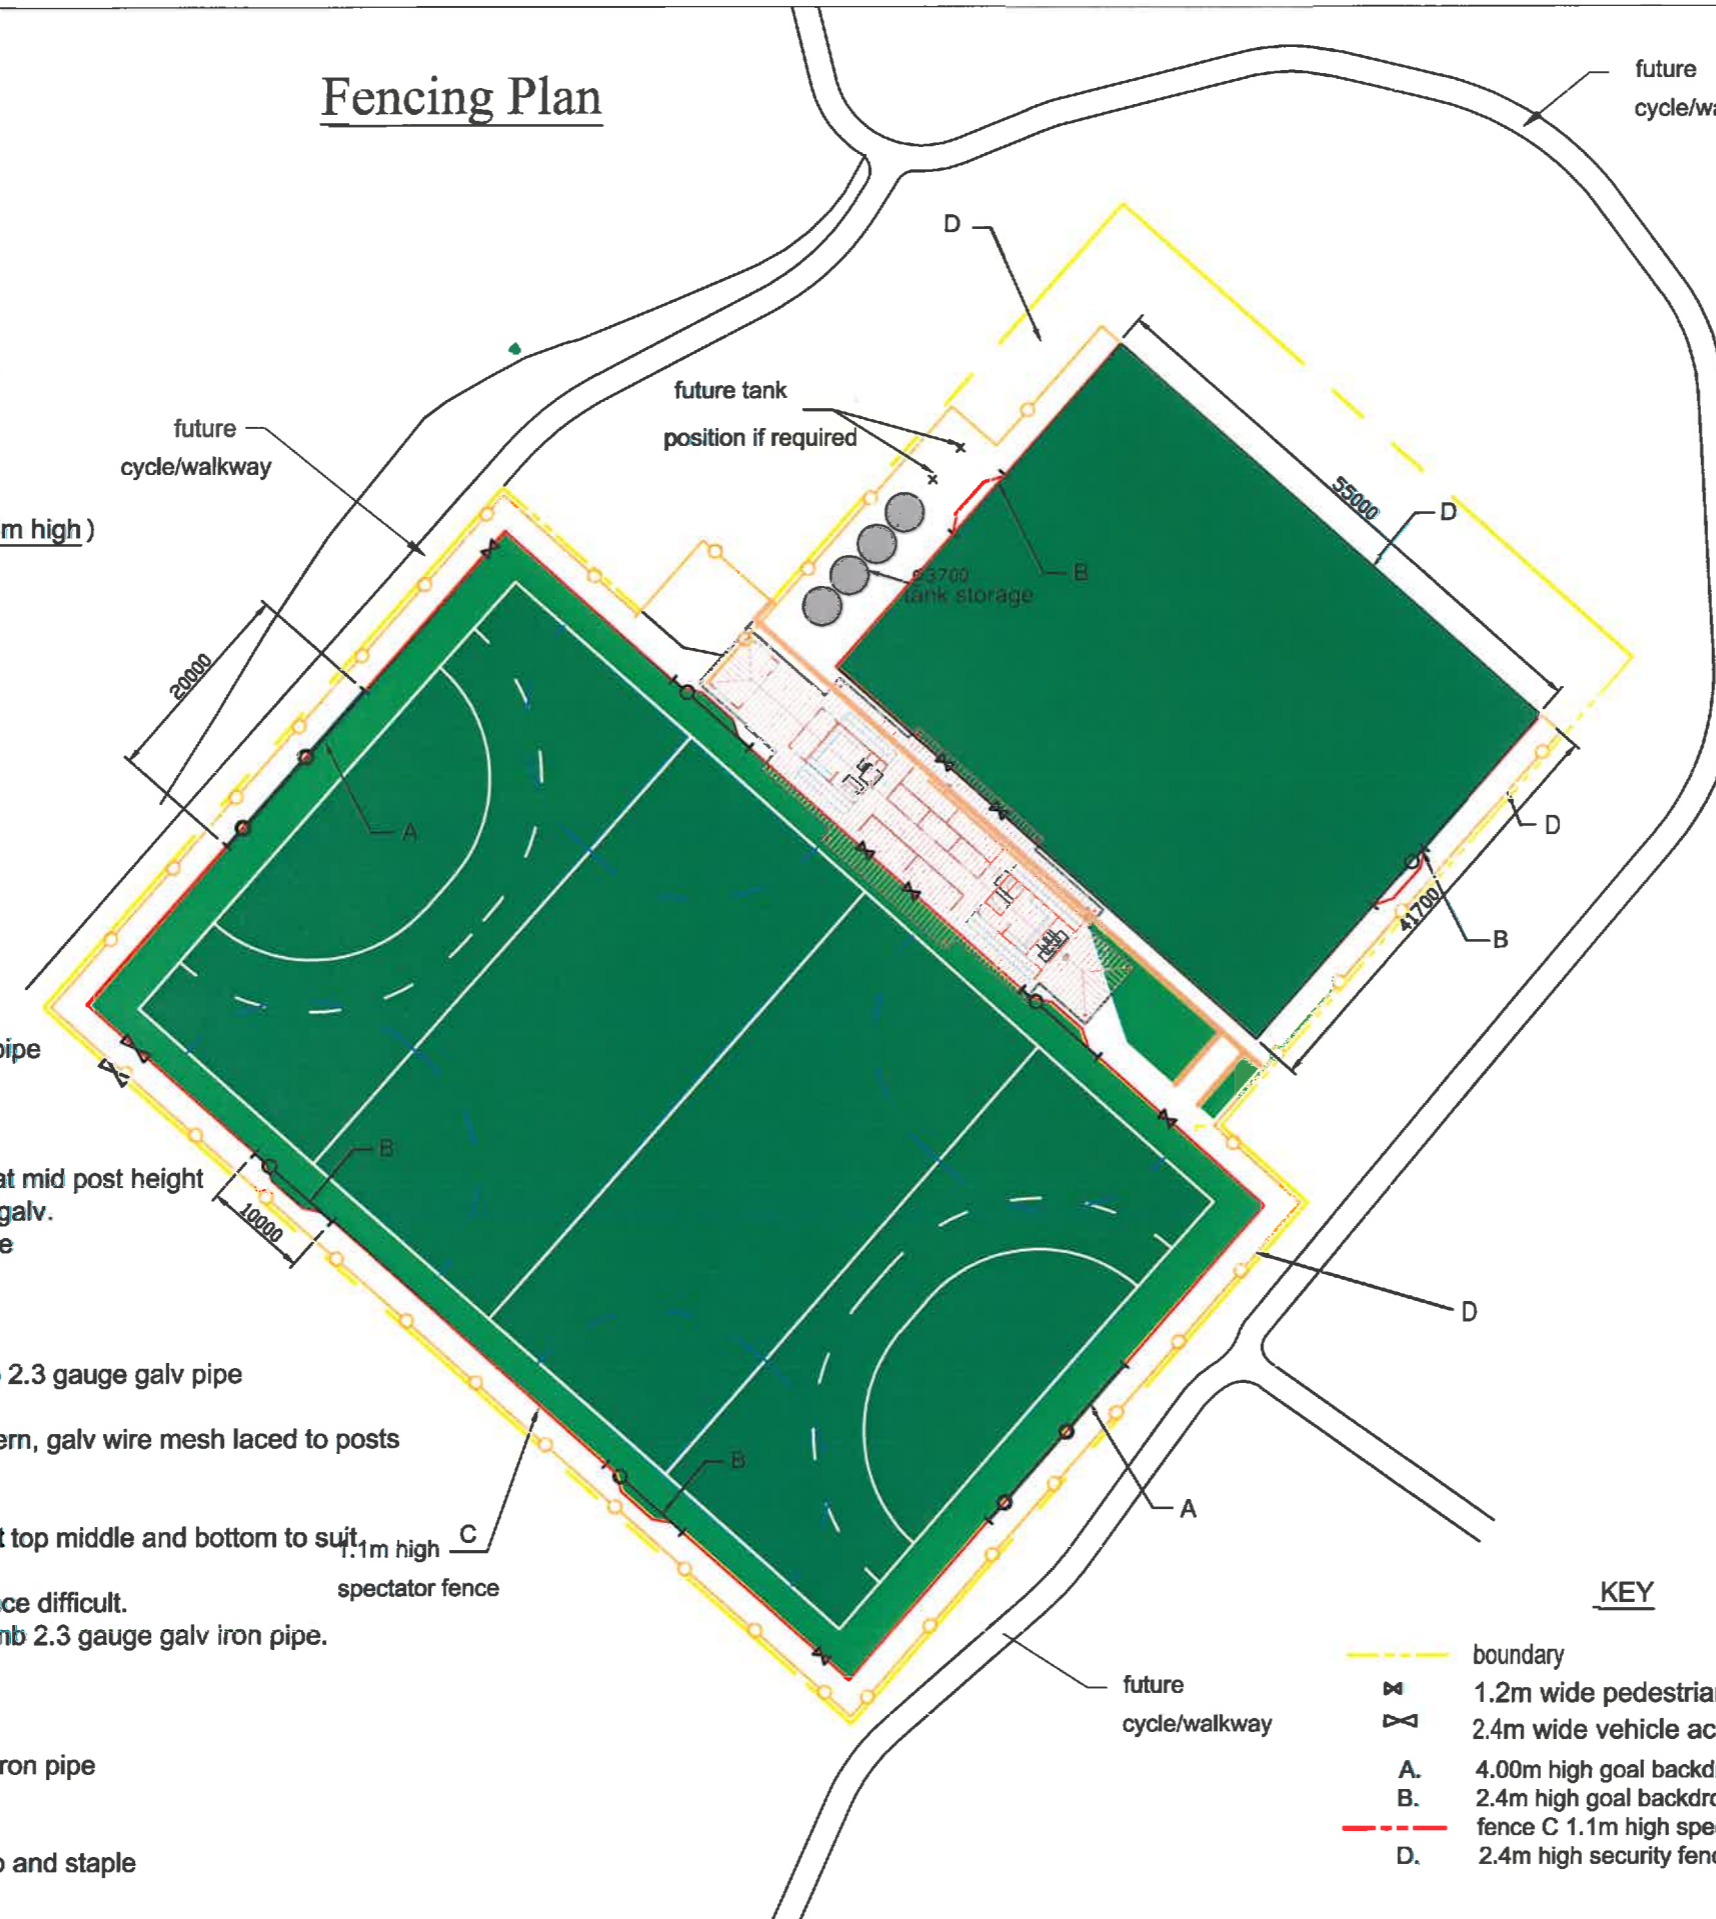 Fencing Plan
future
cycle/wa
D
future tank
position if required
future
cycle/walkway
m high )
55000
D
B
3700
tank storage
20000
A
D
41700
B
pipe
B
at mid post height
galv.
e
10000
D
2.3 gauge galv pipe
ern, galv wire mesh laced to posts
B
A
t top middle and bottom to suit
1.1m high C
spectator fence
ce difficult.
mb 2.3 gauge galv iron pipe.
KEY
boundary
1.2m wide pedestria
2.4m wide vehicle ac
A. 4.00m high goal backd
B. 2.4m high goal backdro
fence C 1.1m high spe
D. 2.4m high security fenc
future
cycle/walkway
ron pipe
and staple